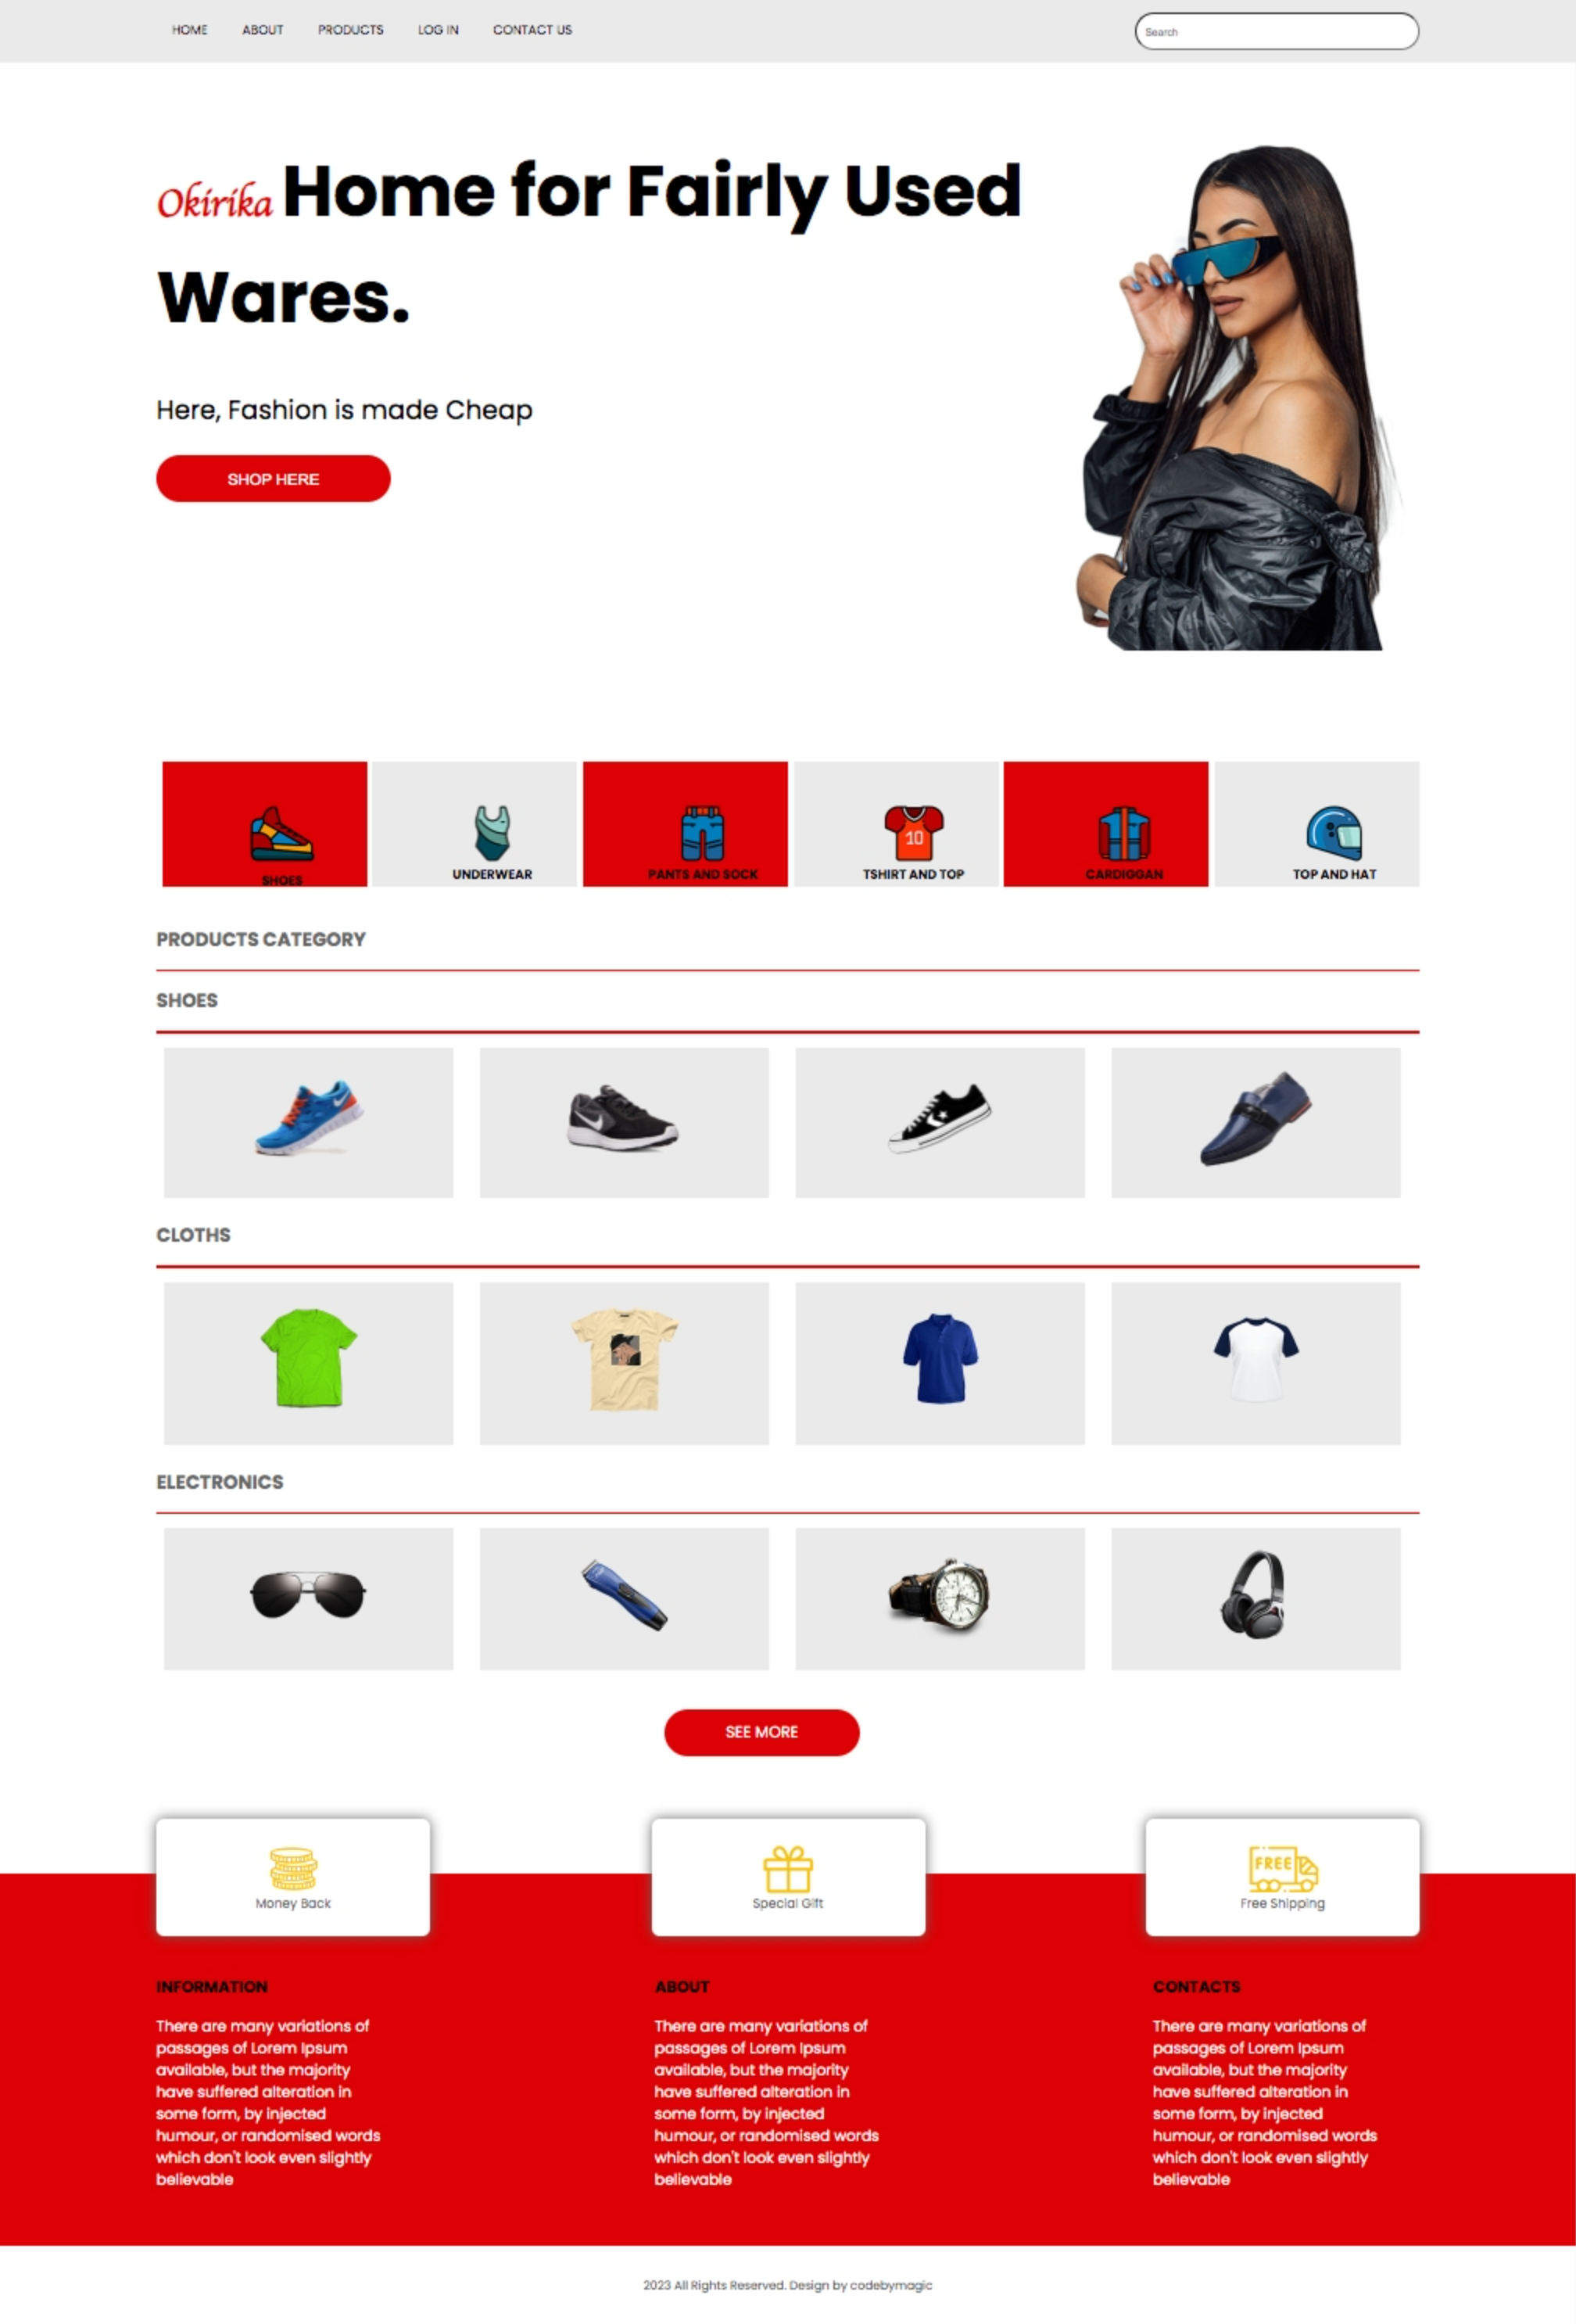 HOME ABOUT PRODUCTS LOG IN CONTACT US Search
Okirika Home for Fairly Used
Wares.
Here, Fashion is made Cheap
SHOP HERE
10
SHOES UNDERWEAR PANTS AND SOCK TSHIRT AND TOP CARDIGGAN TOP AND HAT
PRODUCTS CATEGORY
SHOES
CLOTHS
ELECTRONICS
SEE MORE
FREE
Money Back Special Gift Free Shipping
INFORMATION
There are many variations of
passages of Lorem Ipsum
available, but the majority
have suffered alteration in
some form, by injected
humour, or randomised words
which don't look even slightly
believable
ABOUT
There are many variations of
passages of Lorem Ipsum
available, but the majority
have suffered alteration in
some form, by injected
humour, or randomised words
which don't look even slightly
believable
CONTACTS
There are many variations of
passages of Lorem Ipsum
available, but the majority
have suffered alteration in
some form, by injected
humour, or randomised words
which don't look even slightly
believable
2023 All Rights Reserved. Design by codebymagic